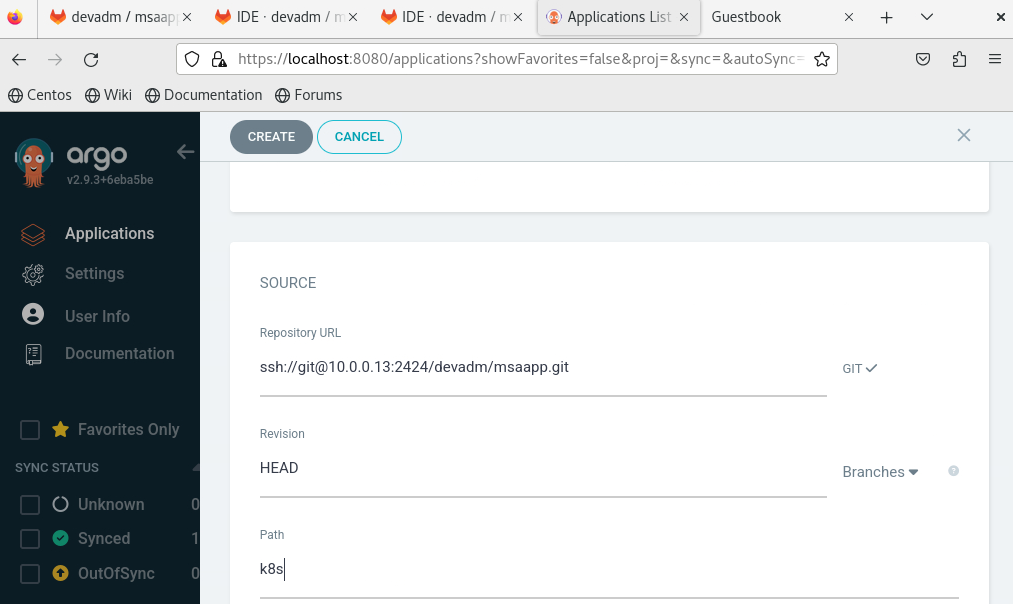 devadm / msaapp
IDE · devadm / m
IDE · devadm / m
Applications List
Guestbook
https://localhost:8080/applications?showFavorites=false&proj=&sync=&autoSync=
Centos
Wiki
Documentation
Forums
argo
v2.9.3+6eba5be
Applications
Settings
User Info
Documentation
Favorites Only
SYNC STATUS
Unknown
0
Synced
1
OutOfSync
0
CREATE
CANCEL
SOURCE
Repository URL
ssh://git@10.0.0.13:2424/devadm/msaapp.git
GIT
Revision
HEAD
Branches
Path
k8s